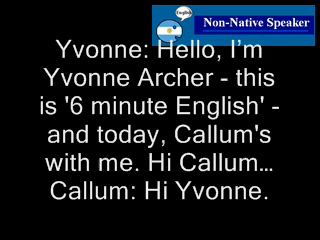 English
Non-Native Speaker
Yvonne: Hello, I'm
Yvonne Archer - this
is '6 minute English' -
and today, Callum's
with me. Hi Callum…
Callum: Hi Yvonne.